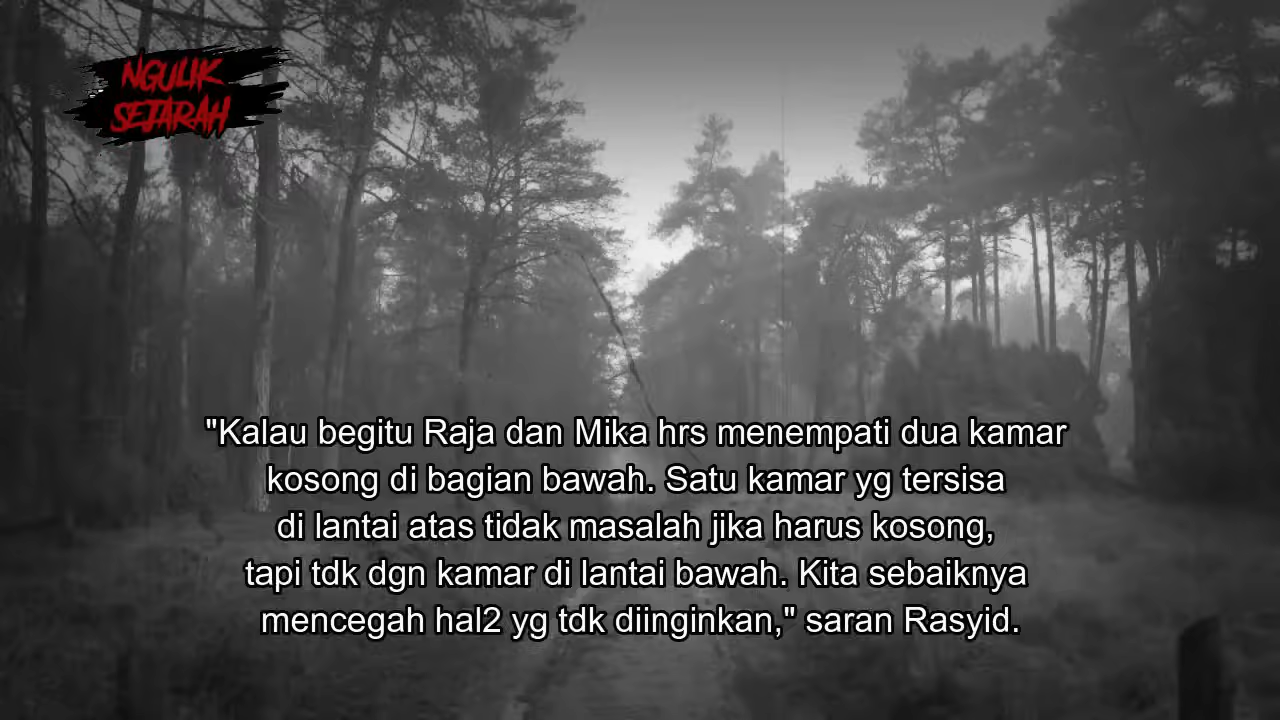 NGULIK
SEJARAH
"Kalau begitu Raja dan Mika hrs menempati dua kamar
kosong di bagian bawah. Satu kamar yg tersisa
di lantai atas tidak masalah jika harus kosong,
tapi tdk dgn kamar di lantai bawah. Kita sebaiknya
mencegah hal2 yg tdk diinginkan," saran Rasyid.